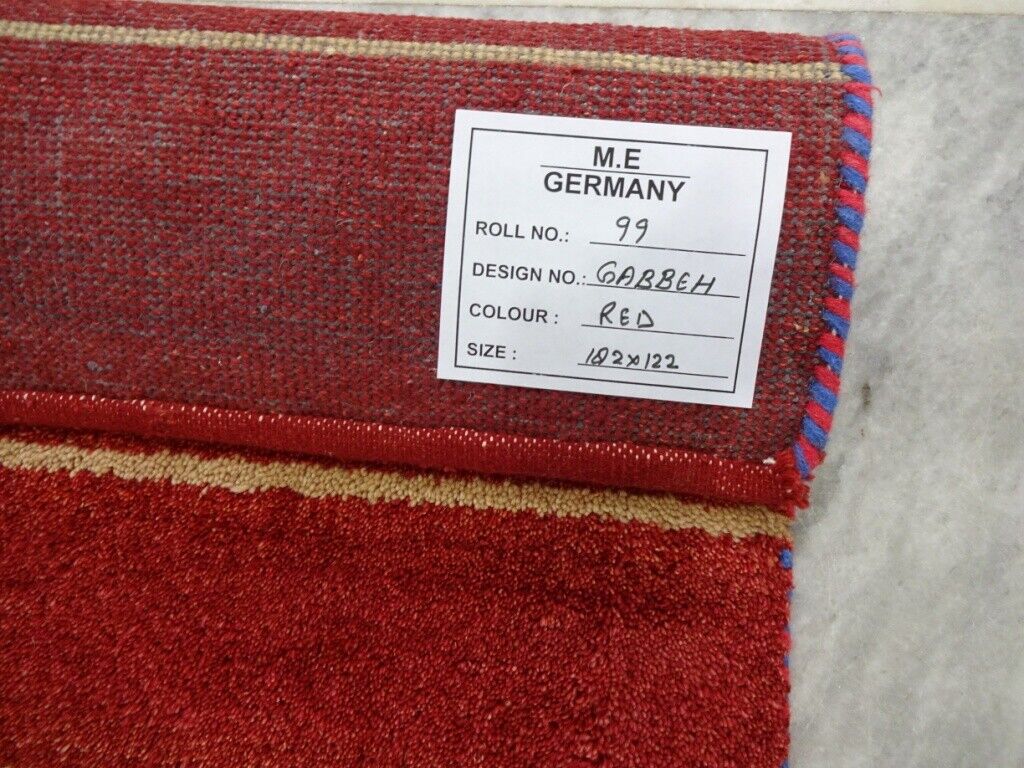 M.E
GERMANY
ROLL NO.: 99
DESIGN NO.: GABBEH
COLOUR : RED
SIZE : 182x122